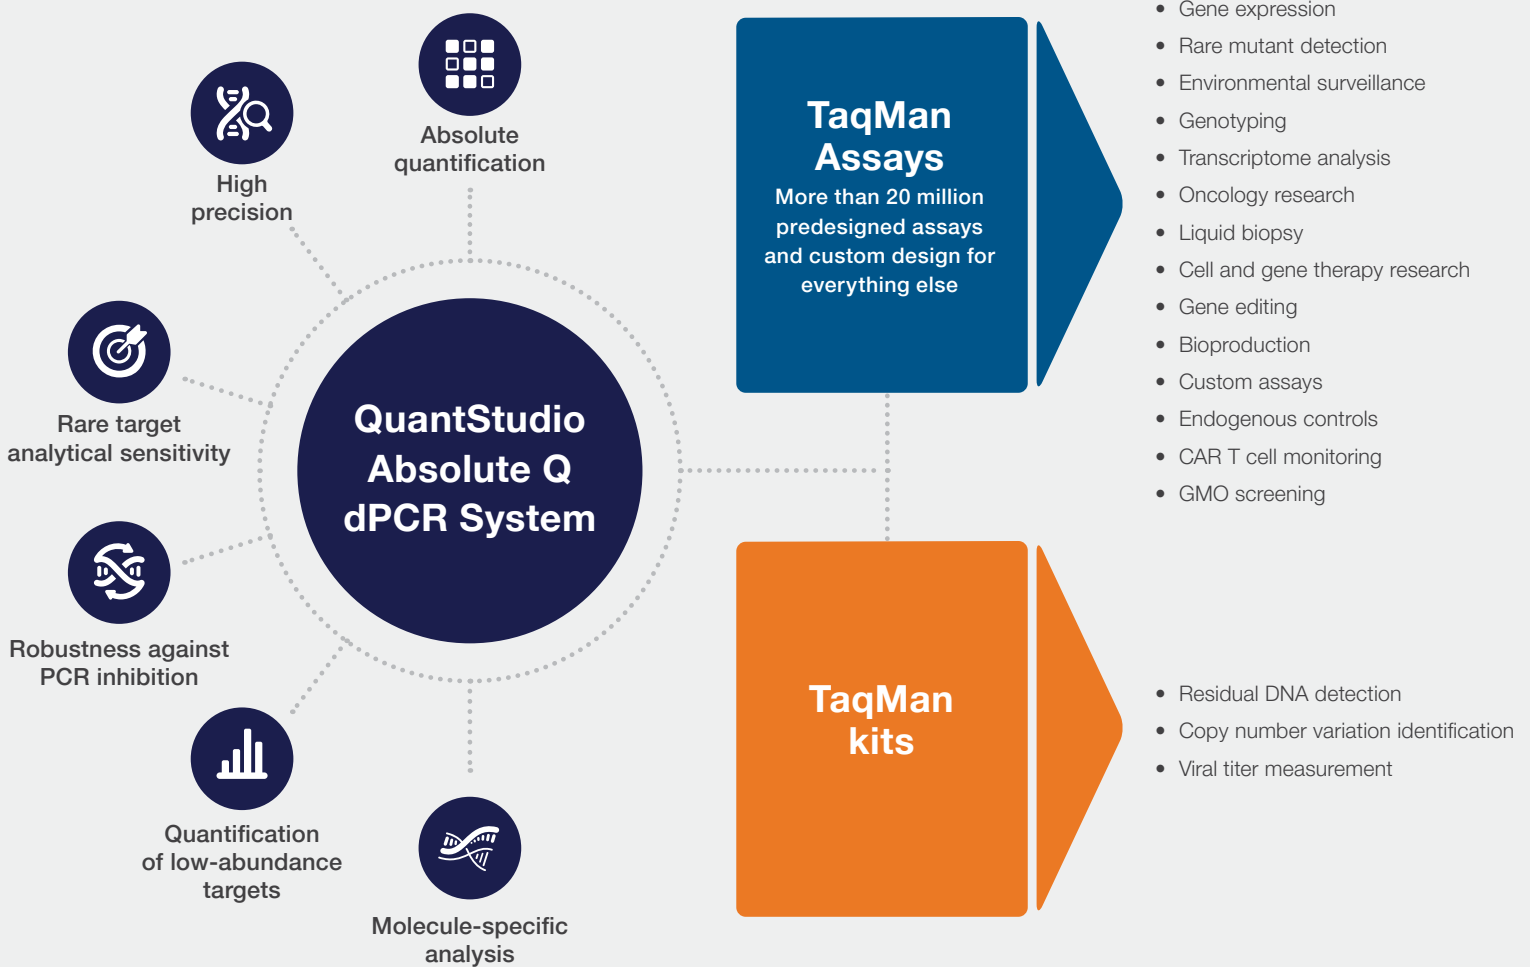 Absolute
quantification
High
precision
Rare target
analytical sensitivity
Robustness against
PCR inhibition
Quantification
of low-abundance
targets
Molecule-specific
analysis
QuantStudio
Absolute Q
dPCR System
TaqMan
Assays
More than 20 million
predesigned assays
and custom design for
everything else
• Gene expression
• Rare mutant detection
• Environmental surveillance
• Genotyping
• Transcriptome analysis
• Oncology research
• Liquid biopsy
• Cell and gene therapy research
• Gene editing
• Bioproduction
• Custom assays
• Endogenous controls
• CAR T cell monitoring
• GMO screening
TaqMan
kits
• Residual DNA detection
• Copy number variation identification
• Viral titer measurement